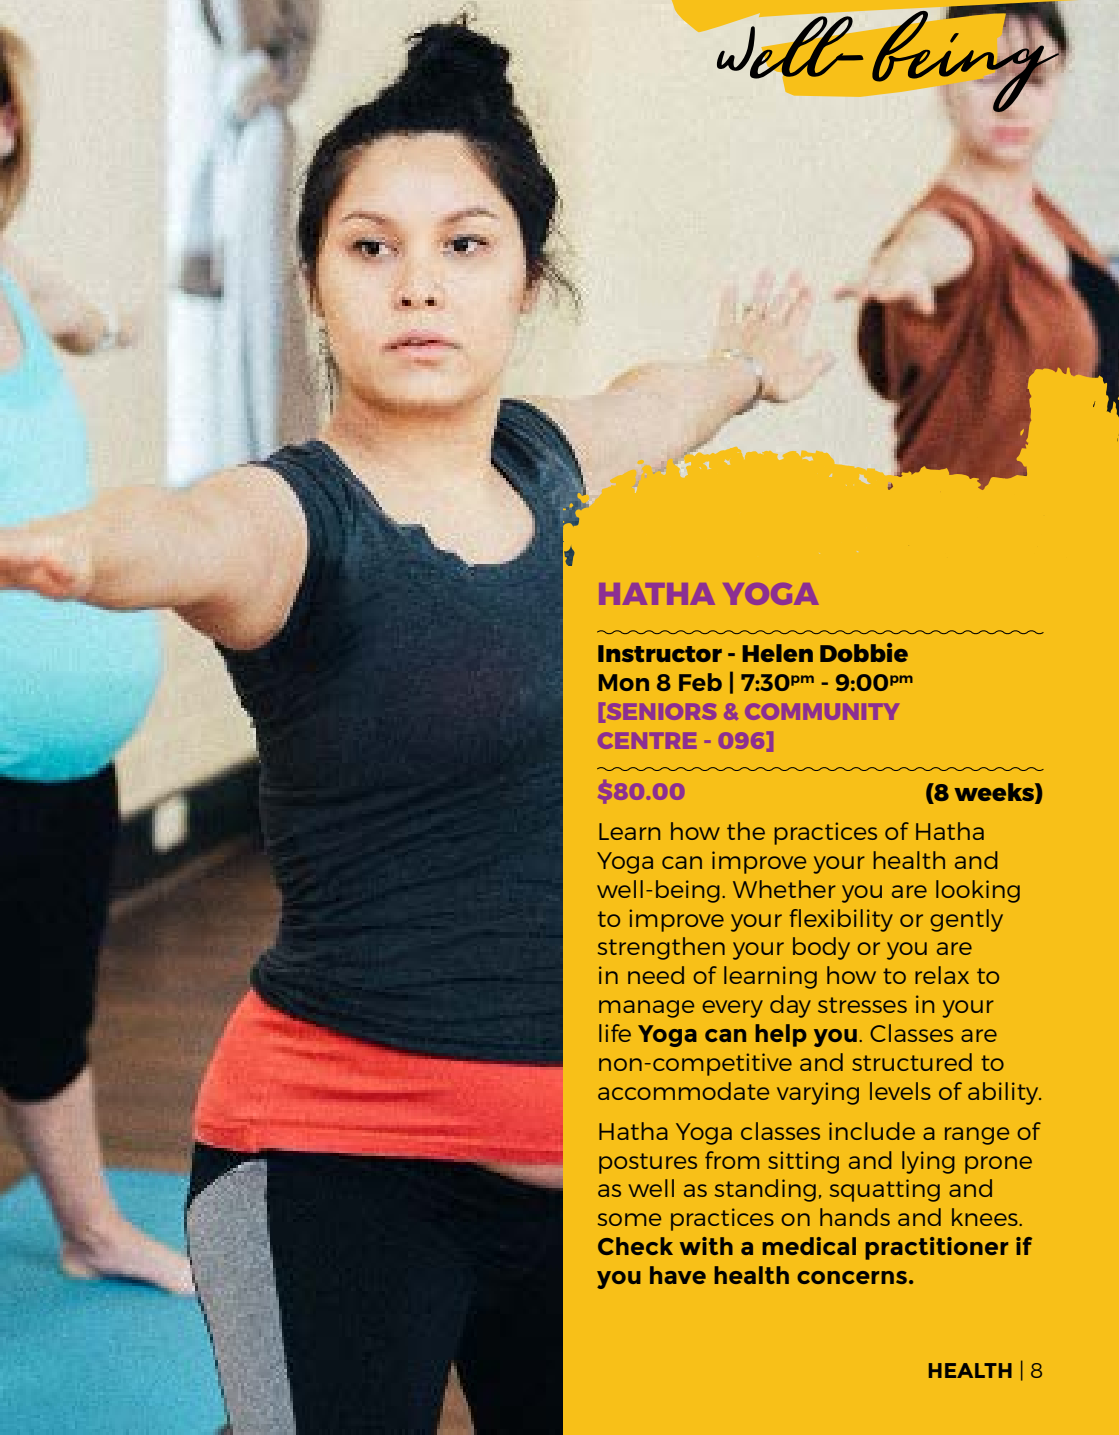 well-being
HATHA YOGA
Instructor - Helen Dobbie
Mon 8 Feb | 7:30pm - 9:00pm
[SENIORS & COMMUNITY
CENTRE - 096]
$80.00 (8 weeks)
Learn how the practices of Hatha
Yoga can improve your health and
well-being. Whether you are looking
to improve your flexibility or gently
strengthen your body or you are
in need of learning how to relax to
manage every day stresses in your
life Yoga can help you. Classes are
non-competitive and structured to
accommodate varying levels of ability.
Hatha Yoga classes include a range of
postures from sitting and lying prone
as well as standing, squatting and
some practices on hands and knees.
Check with a medical practitioner if
you have health concerns.
HEALTH | 8